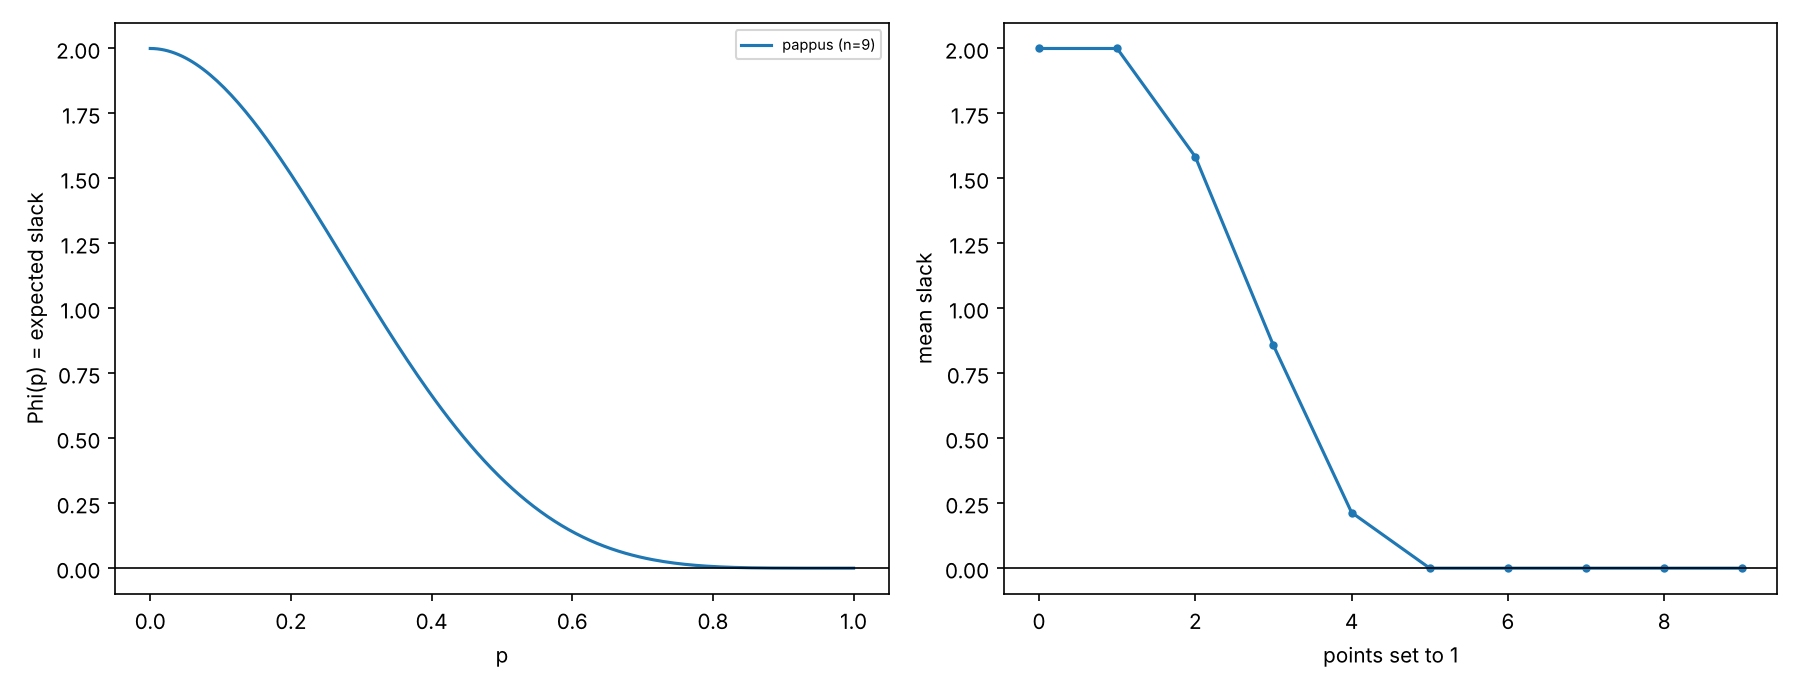 pappus (n=9)
Phi(p) = expected slack
2.00
1.75
1.50
1.25
1.00
0.75
0.50
0.25
0.00
0.0 0.2 0.4 0.6 0.8 1.0
p
mean slack
2.00
1.75
1.50
1.25
1.00
0.75
0.50
0.25
0.00
0 2 4 6 8
points set to 1